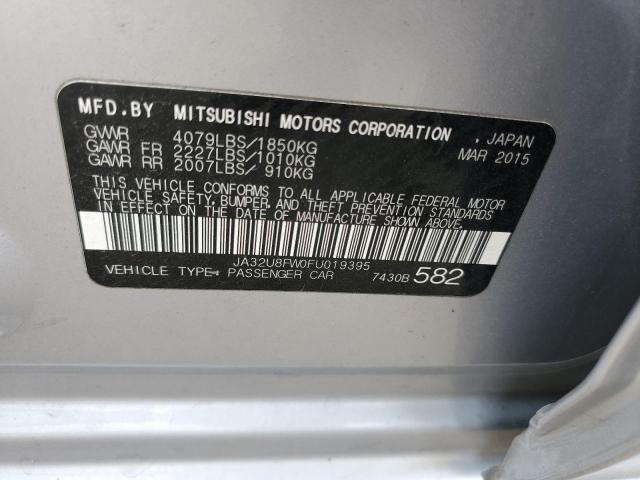 MFD.BY MITSUBISHI MOTORS CORPORATION . JAPAN
GVWR 4079LBS/1850KG MAR 2015
GAWR FR 2227LBS/1010KG
GAWR RR 2007LBS/ 910KG
THIS VEHICLE CONFORMS TO ALL APPLICABLE FEDERAL MOTOR
VEHICLE SAFETY, BUMPER, AND THEFT PREVENTION STANDARDS
IN EFFECT ON THE DATE OF MANUFACTURE SHOWN ABOVE.
JA32U8FW0FU019395
VEHICLE TYPE- PASSENGER CAR 7430B 582